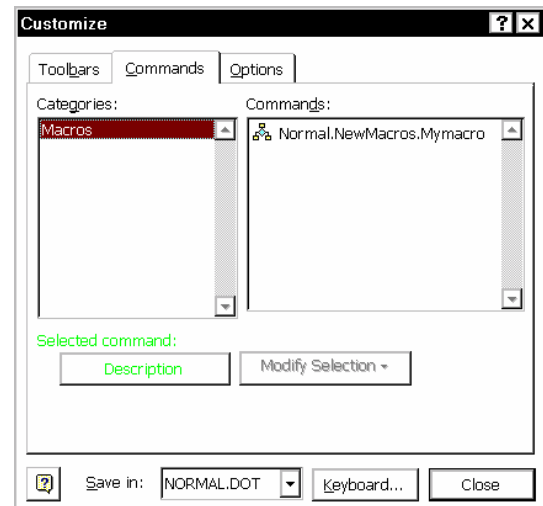 Customize
Toolbars Commands Options
Categories: Commands:
Macros Normal.NewMacros.Mymacro
Selected command:
Description Modify Selection
Save in: NORMAL.DOT Keyboard... Close